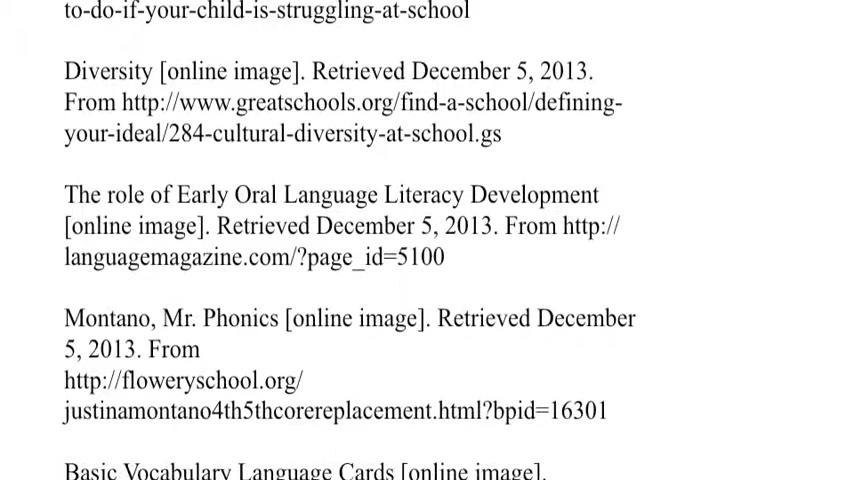 to-do-if-your-child-is-struggling-at-school
Diversity [online image]. Retrieved December 5, 2013.
From http://www.greatschools.org/find-a-school/defining-
your-ideal/284-cultural-diversity-at-school.gs
The role of Early Oral Language Literacy Development
[online image]. Retrieved December 5, 2013. From http://
languagemagazine.com/?page_id=5100
Montano, Mr. Phonics [online image]. Retrieved December
5, 2013. From
http://floweryschool.org/
justinamontano4th5thcorereplacement.html?bpid=16301
Basic Vocabulary Language Cards [online image].